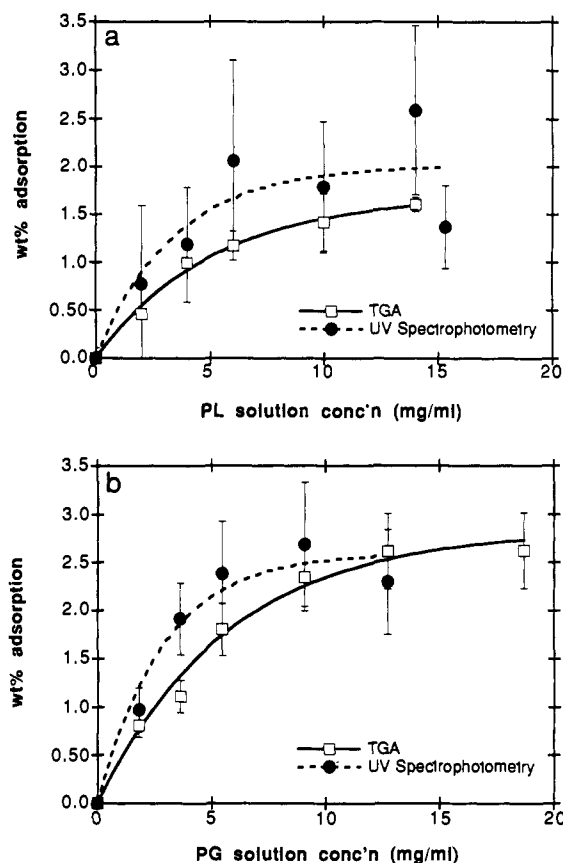 a
3.5
3.0
2.5
2.0
1.5
1.0
0.50
0.0
wt% adsorption
TGA
UV Spectrophotometry
0 5 10 15 20
PL solution conc'n (mg/ml)
b
3.5
3.0
2.5
2.0
1.5
1.0
0.50
0.0
wt% adsorption
TGA
UV Spectrophotometry
0 5 10 15 20
PG solution conc'n (mg/ml)